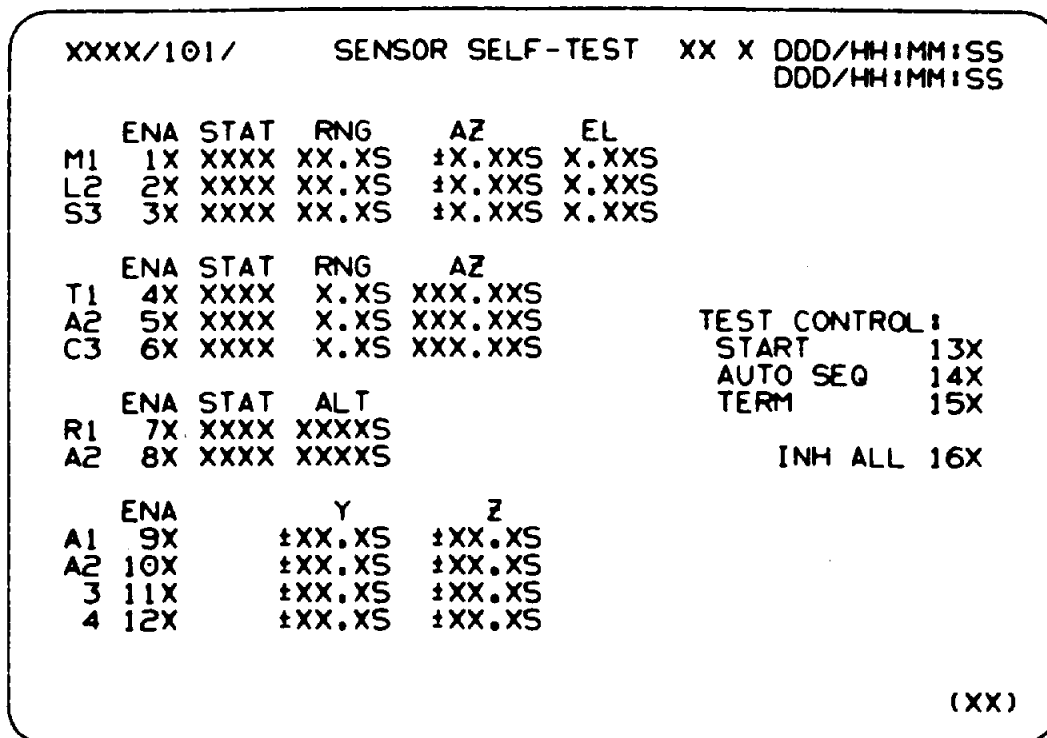 XXXX/101/ SENSOR SELF-TEST XX X DDD/HH:MM:SS
DDD/HH:MM:SS
ENA STAT RNG AZ EL
M1 1X XXXX XX.XS ±X.XXS X.XXS
L2 2X XXXX XX.XS ±X.XXS X.XXS
S3 3X XXXX XX.XS ±X.XXS X.XXS
ENA STAT RNG AZ
T1 4X XXXX X.XS XXX.XXS
A2 5X XXXX X.XS XXX.XXS
C3 6X XXXX X.XS XXX.XXS
ENA STAT ALT
R1 7X XXXX XXXXS
A2 8X XXXX XXXXS
ENA Y Z
A1 9X ±XX.XS ±XX.XS
A2 10X ±XX.XS ±XX.XS
3 11X ±XX.XS ±XX.XS
4 12X ±XX.XS ±XX.XS
TEST CONTROL:
START 13X
AUTO SEQ 14X
TERM 15X
INH ALL 16X
(XX)